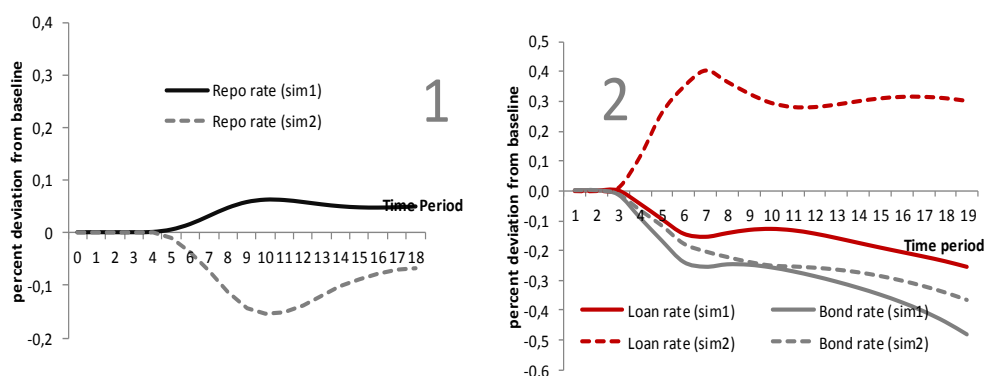 0,4
0,3
0,2
0,1
0
-0,1
-0,2
percent deviation from baseline
Repo rate (sim1)
Repo rate (sim2)
1
Time Period
0 1 2 3 4 5 6 7 8 9 10 11 12 13 14 15 16 17 18
0,5
0,4
0,3
0,2
0,1
0,0
-0,1
-0,2
-0,3
-0,4
-0,5
-0,6
percent deviation from baseline
2
1 2 3 4 5 6 7 8 9 10 11 12 13 14 15 16 17 18 19
Time period
Loan rate (sim1) Bond rate (sim1)
Loan rate (sim2) Bond rate (sim2)